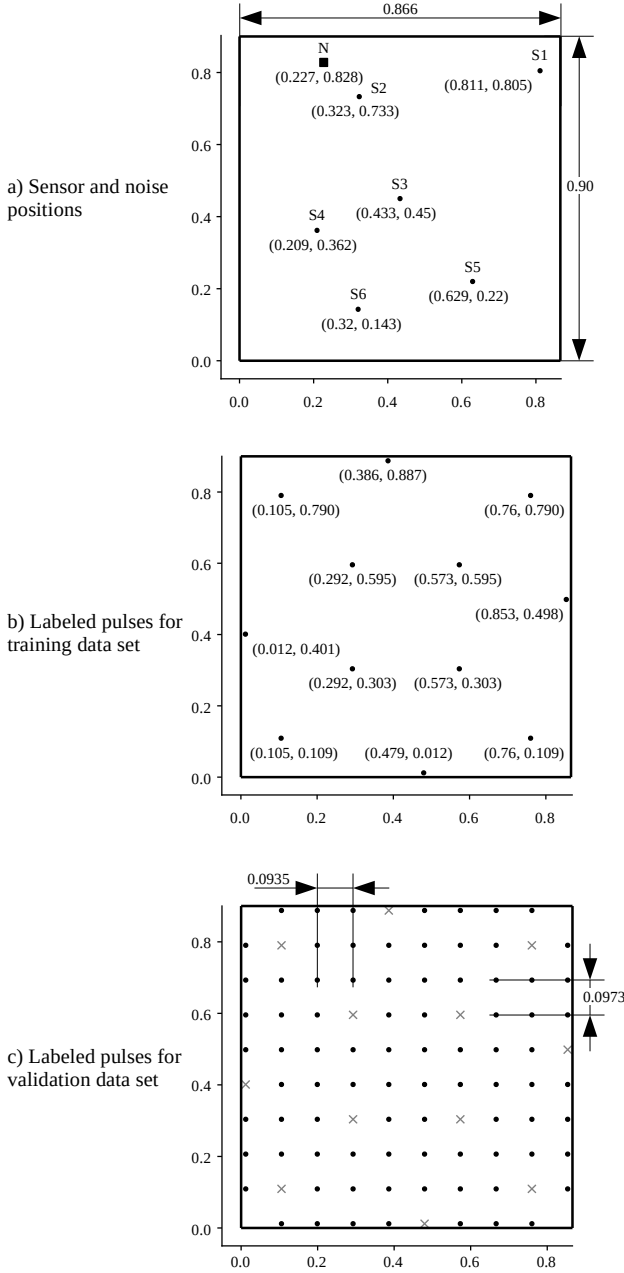 0.866
N
S1
0.8
(0.227, 0.828)
(0.811, 0.805)
S2
(0.323, 0.733)
0.6
a) Sensor and noise
positions
S3
0.90
0.4
(0.433, 0.45)
S4
(0.209, 0.362)
S5
0.2
S6
(0.629, 0.22)
(0.32, 0.143)
0.0
0.0 0.2 0.4 0.6 0.8
(0.386, 0.887)
0.8
(0.105, 0.790) (0.76, 0.790)
0.6
(0.292, 0.595) (0.573, 0.595)
b) Labeled pulses for
training data set
(0.853, 0.498)
0.4
(0.012, 0.401)
(0.292, 0.303) (0.573, 0.303)
0.2
(0.105, 0.109) (0.479, 0.012) (0.76, 0.109)
0.0
0.0 0.2 0.4 0.6 0.8
0.0935
0.8
0.0973
0.6
c) Labeled pulses for
validation data set
0.4
0.2
0.0
0.0 0.2 0.4 0.6 0.8